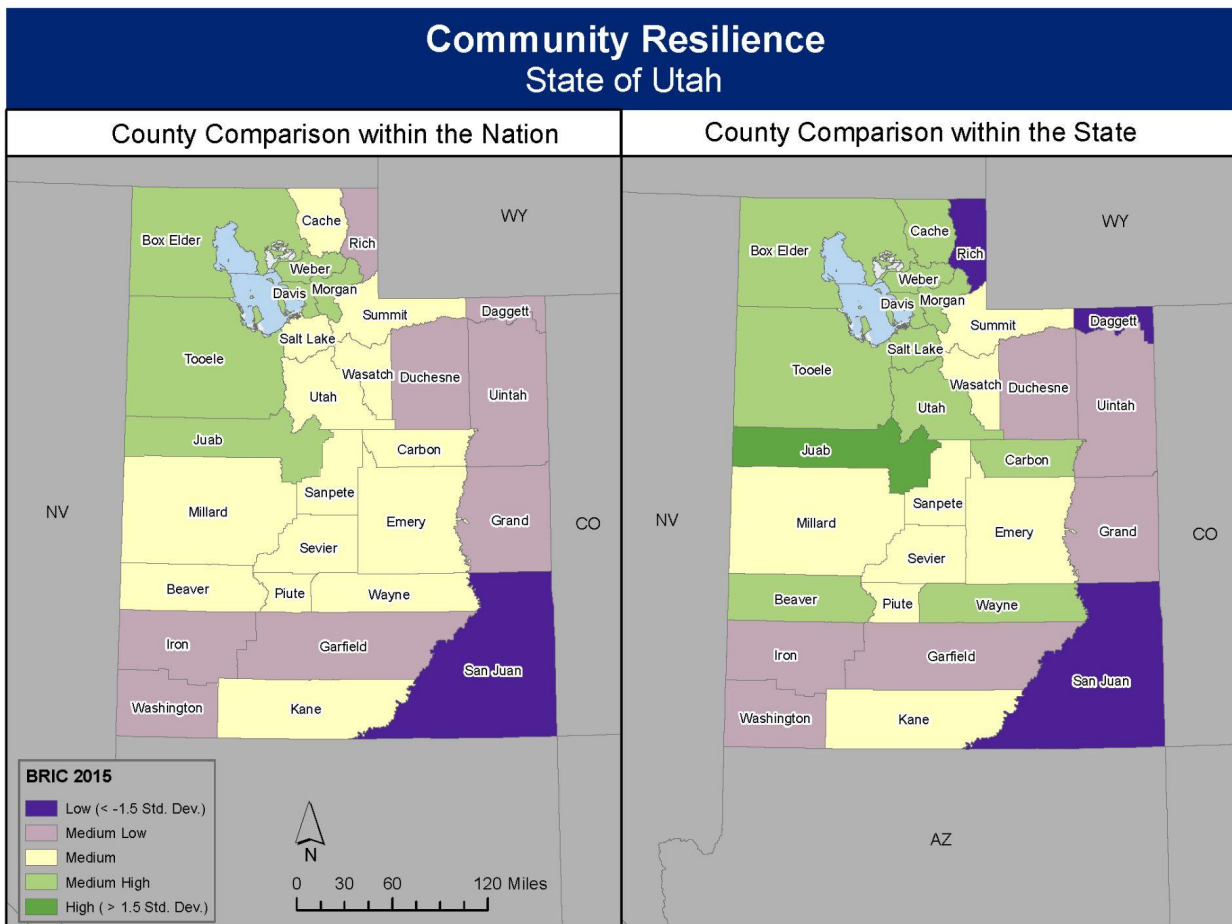 Community Resilience
State of Utah
County Comparison within the Nation
County Comparison within the State
WY
Cache
Rich
Box Elder
Weber
Davis
Morgan
Summit
Daggett
Salt Lake
Tooele
Wasatch
Duchesne
Utah
Uintah
Juab
Carbon
Sanpete
NV
Millard
Emery
Grand
CO
Sevier
Beaver
Piute
Wayne
Iron
Garfield
San Juan
Washington
Kane
BRIC 2015
Low (< -1.5 Std. Dev.)
Medium Low
Medium
Medium High
High ( > 1.5 Std. Dev.)
N
0 30 60 120 Miles
WY
Cache
Rich
Box Elder
Weber
Davis
Morgan
Summit
Daggett
Salt Lake
Tooele
Wasatch
Duchesne
Utah
Uintah
Juab
Carbon
Sanpete
NV
Millard
Emery
Grand
CO
Sevier
Beaver
Piute
Wayne
Iron
Garfield
San Juan
Washington
Kane
AZ